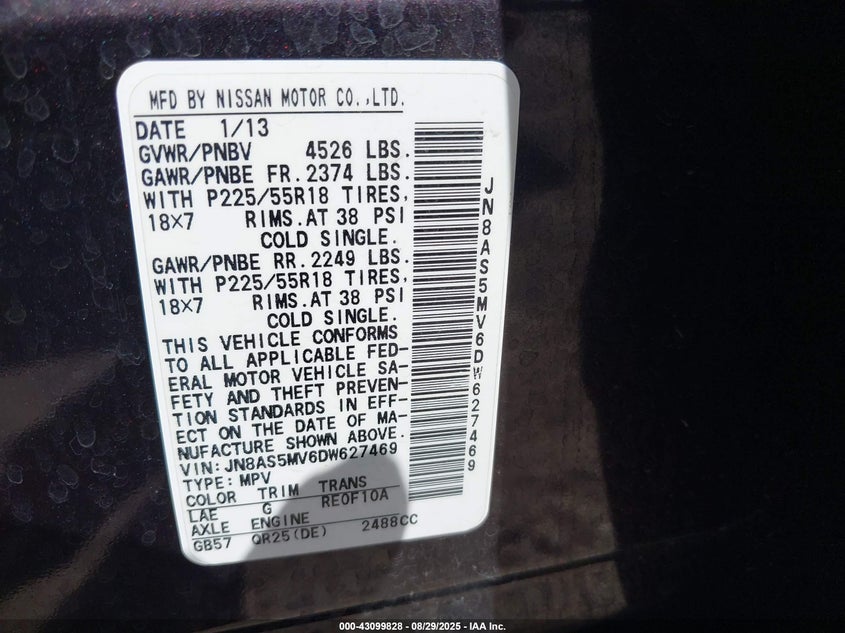 MFD BY NISSAN MOTOR CO.,LTD.
DATE 1/13
GVWR/PNBV 4526 LBS.
GAWR/PNBE FR. 2374 LBS.
WITH P225/55R18 TIRES,
18X7 RIMS. AT 38 PSI
COLD SINGLE.
GAWR/PNBE RR. 2249 LBS.
WITH P225/55R18 TIRES,
18X7 RIMS. AT 38 PSI
COLD SINGLE.
THIS VEHICLE CONFORMS
TO ALL APPLICABLE FED-
ERAL MOTOR VEHICLE SA-
FETY AND THEFT PREVEN-
TION STANDARDS IN EFF-
ECT ON THE DATE OF MA-
NUFACTURE SHOWN ABOVE.
VIN: JN8AS5MV6DW627469
TYPE: MPV
COLOR TRIM TRANS
LAE G RE0F10A
AXLE ENGINE
GB57 QR25(DE) 2488CC
JN8AS5MV6DW627469
000-43099828 - 08/29/2025 - IAA Inc.